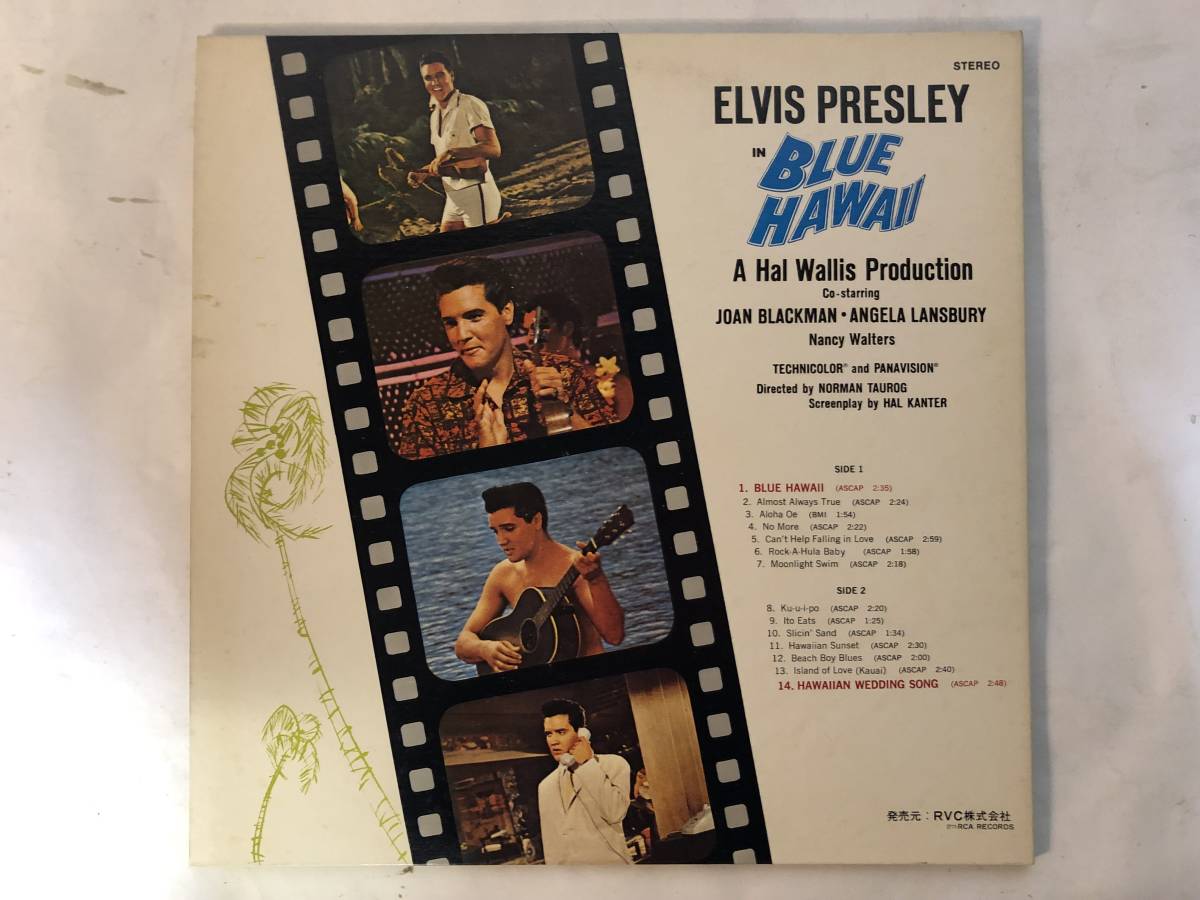 STEREO
ELVIS PRESLEY
IN BLUE
HAWAII
A Hal Wallis Production
Co-starring
JOAN BLACKMAN • ANGELA LANSBURY
Nancy Walters
TECHNICOLOR® and PANAVISION®
Directed by NORMAN TAUROG
Screenplay by HAL KANTER
SIDE 1
1. BLUE HAWAII (ASCAP 2:35)
2. Almost Always True (ASCAP 2:24)
3. Aloha Oe (BMI 1:54)
4. No More (ASCAP 2:22)
5. Can't Help Falling in Love (ASCAP 2:59)
6. Rock-A-Hula Baby (ASCAP 1:58)
7. Moonlight Swim (ASCAP 2:18)
SIDE 2
8. Ku-u-i-po (ASCAP 2:20)
9. Ito Eats (ASCAP 1:25)
10. Slicin' Sand (ASCAP 1:34)
11. Hawaiian Sunset (ASCAP 2:30)
12. Beach Boy Blues (ASCAP 2:00)
13. Island of Love (Kauai) (ASCAP 2:40)
14. HAWAIIAN WEDDING SONG (ASCAP 2:48)
発売元:RVC株式会社
RCA RECORDS